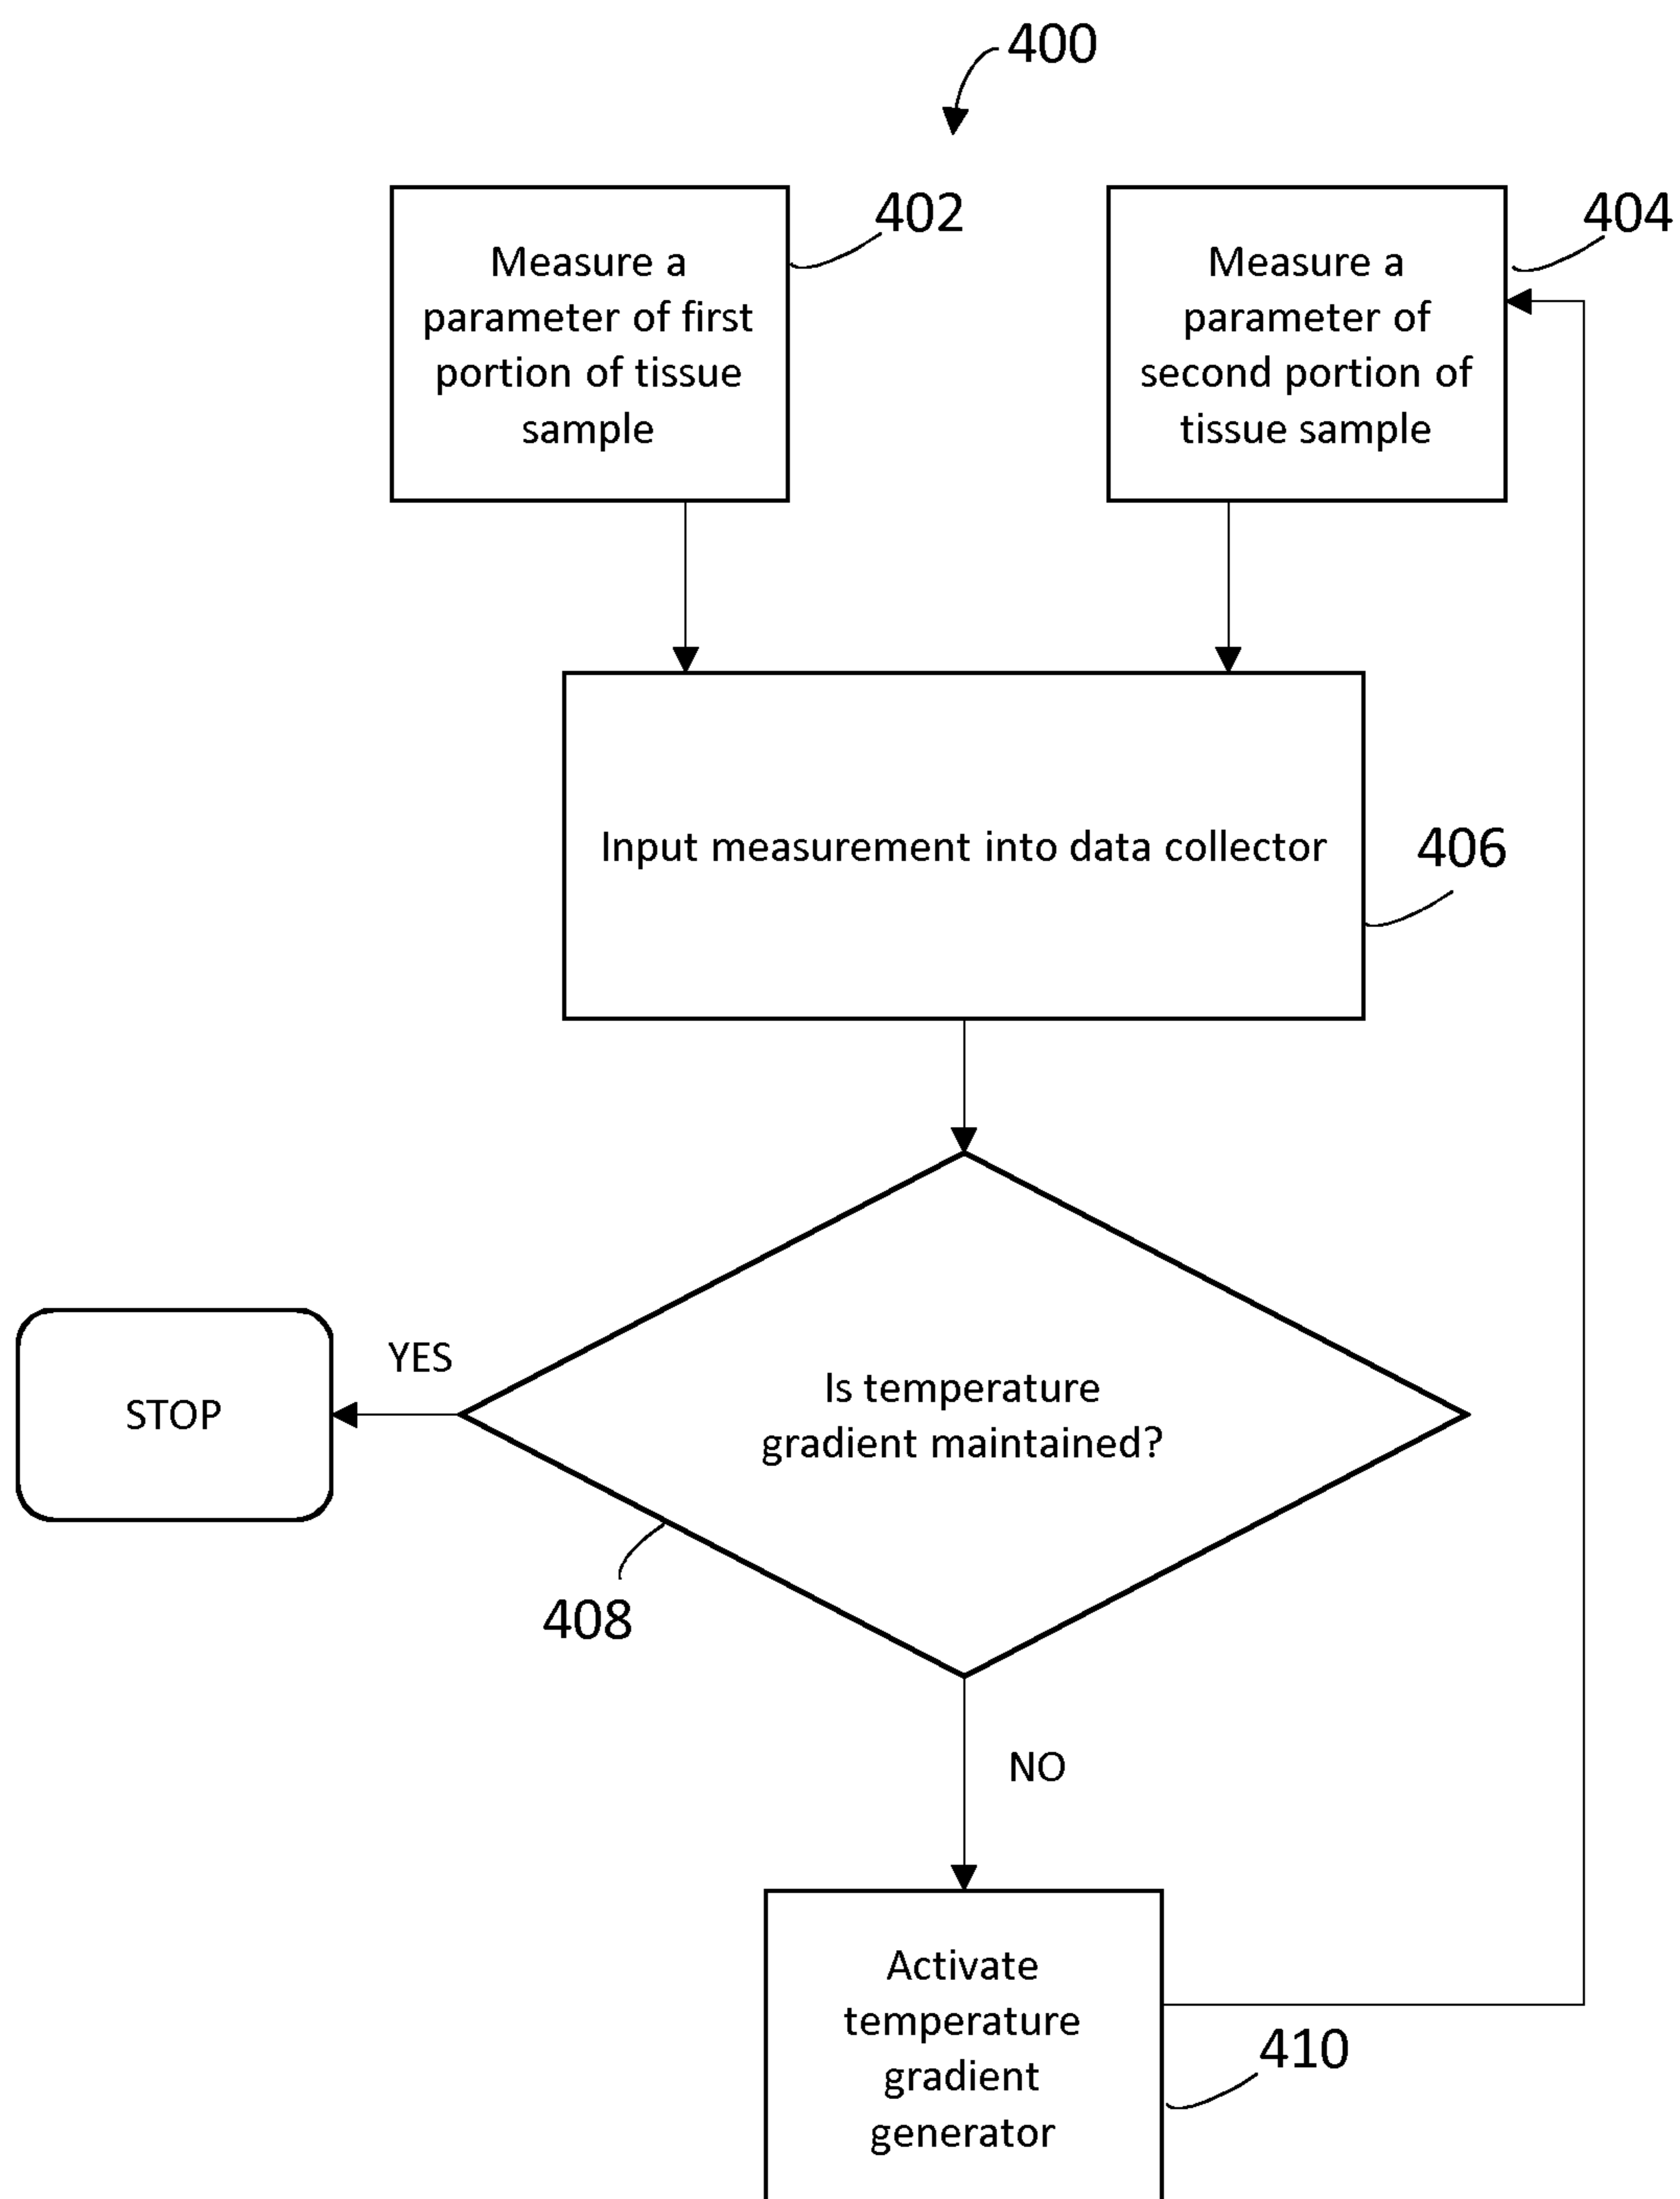 400
402
Measure a
parameter of first
portion of tissue
sample
404
Measure a
parameter of
second portion of
tissue sample
Input measurement into data collector
406
Is temperature
gradient maintained?
YES
STOP
408
NO
Activate
temperature
gradient
generator
410